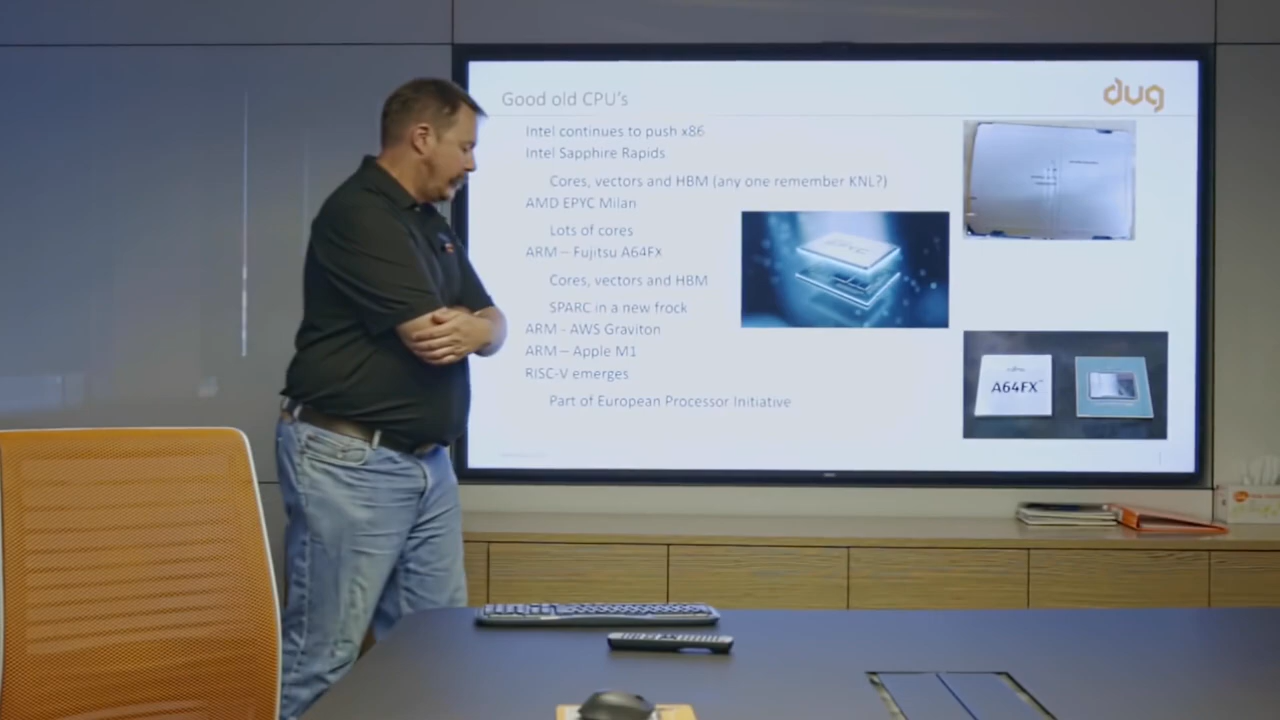 Good old CPU's
dug
Intel continues to push x86
Intel Sapphire Rapids
Cores, vectors and HBM (any one remember KNL?)
AMD EPYC Milan
Lots of cores
ARM – Fujitsu A64FX
Cores, vectors and HBM
SPARC in a new frock
ARM - AWS Graviton
ARM – Apple M1
RISC-V emerges
Part of European Processor Initiative
EPYC
A64FX